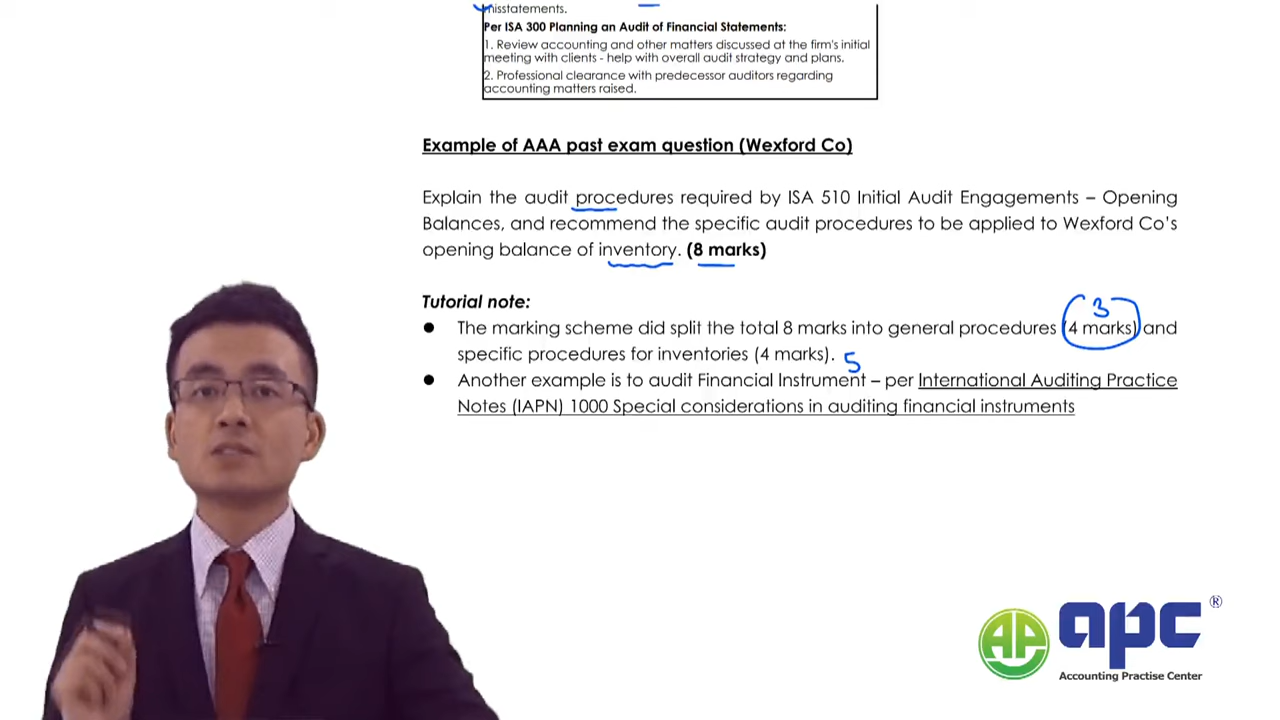 misstatements.
Per ISA 300 Planning an Audit of Financial Statements:
1. Review accounting and other matters discussed at the firm's initial
meeting with clients - help with overall audit strategy and plans.
2. Professional clearance with predecessor auditors regarding
accounting matters raised.
Example of AAA past exam question (Wexford Co)
Explain the audit procedures required by ISA 510 Initial Audit Engagements – Opening
Balances, and recommend the specific audit procedures to be applied to Wexford Co's
opening balance of inventory. (8 marks)
Tutorial note:
3
● The marking scheme did split the total 8 marks into general procedures (4 marks) and
specific procedures for inventories (4 marks). 5
● Another example is to audit Financial Instrument – per International Auditing Practice
Notes (IAPN) 1000 Special considerations in auditing financial instruments
AP apc ®
Accounting Practise Center